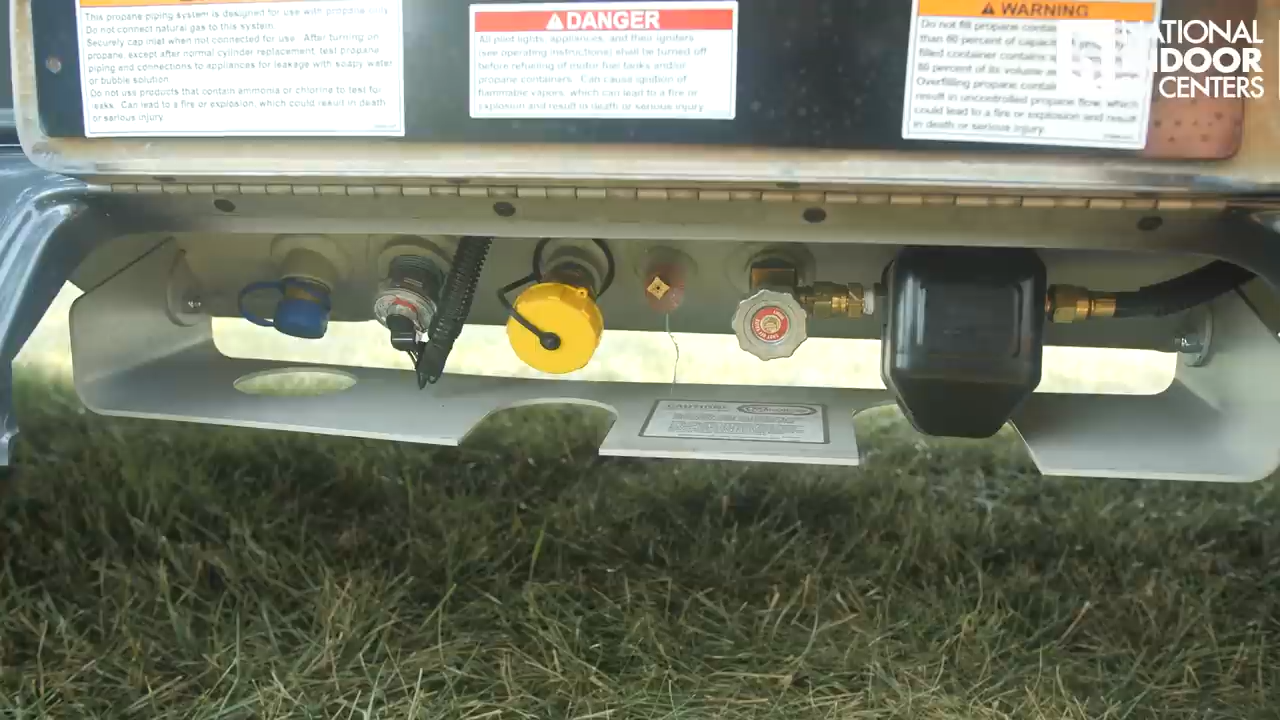 This propane piping system is designed for use with propane only.
Do not connect natural gas to this system.
Securely cap inlet when not connected for use. After turning on
propane, except after normal cylinder replacement, test propane
piping and connections to appliances for leakage with soapy water
or bubble solution.
Do not use products that contain ammonia or chlorine to test for
leaks. Can lead to a fire or explosion, which could result in death
or serious injury.
DANGER
All pilot lights, appliances, and their igniters
(see operating instructions) shall be turned off
before refueling of motor fuel tanks and/or
propane containers. Can cause ignition of
flammable vapors, which can lead to a fire or
explosion and result in death or serious injury.
WARNING
Do not fill propane
than 80 percent of
filled container
80 percent of its volume
Overfilling propane
result in uncontrolled propane flow, which
could lead to a fire or explosion and result
in death or serious injury.
NATIONAL
INDOOR
CENTERS
CAUTION